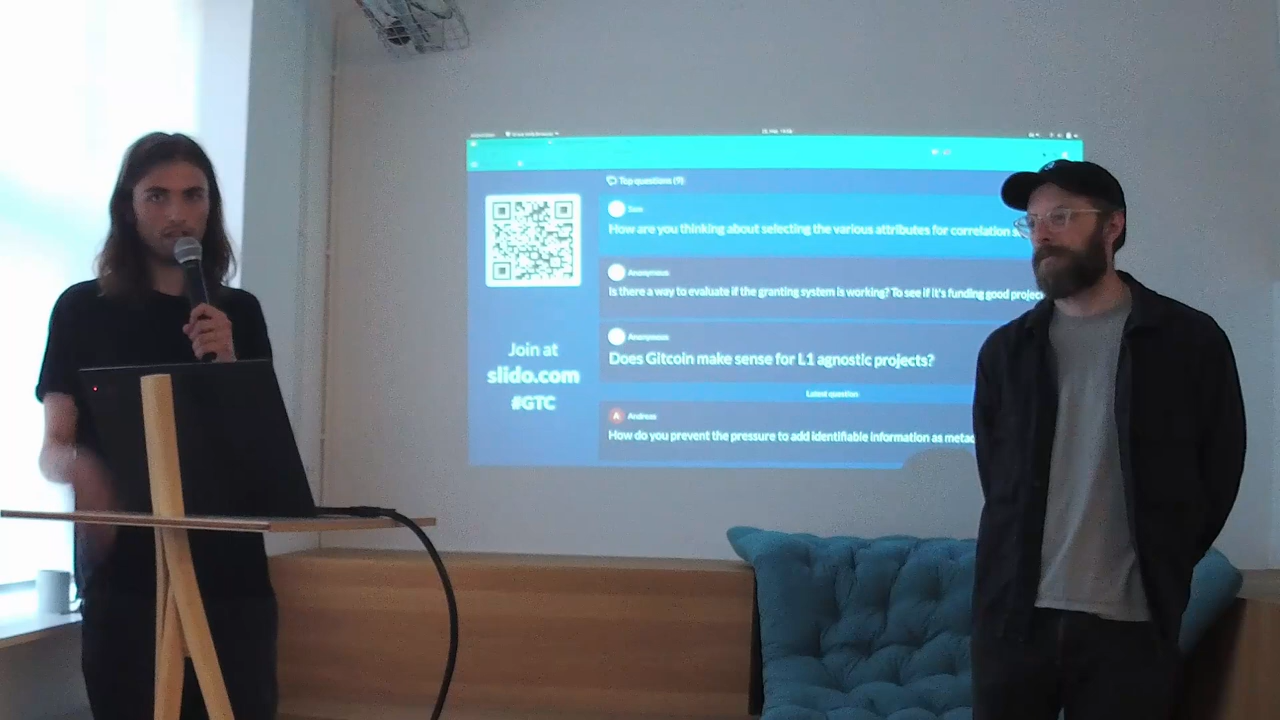 Top questions (9)
How are you thinking about selecting the various attributes for correlation
Anonymous
Is there a way to evaluate if the granting system is working? To see if it's funding good
Anonymous
Does Gitcoin make sense for L1 agnostic projects?
Latest question
A Andreas
How do you prevent the pressure to add identifiable information as
Join at
slido.com
#GTC